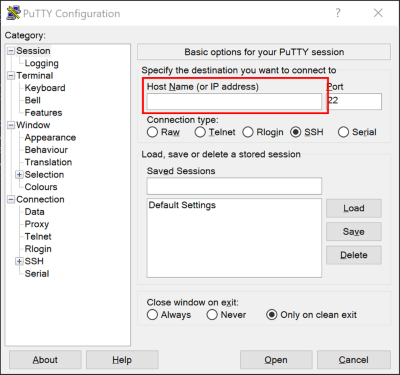 PuTTY Configuration
Category:
Session
Logging
Terminal
Keyboard
Bell
Features
Window
Appearance
Behaviour
Translation
Selection
Colours
Connection
Data
Proxy
Telnet
Rlogin
SSH
Serial
Basic options for your PuTTY session
Specify the destination you want to connect to
Host Name (or IP address) Port
22
Connection type:
Raw Telnet Rlogin SSH Serial
Load, save or delete a stored session
Saved Sessions
Default Settings
Load
Save
Delete
Close window on exit:
Always Never Only on clean exit
About Help Open Cancel